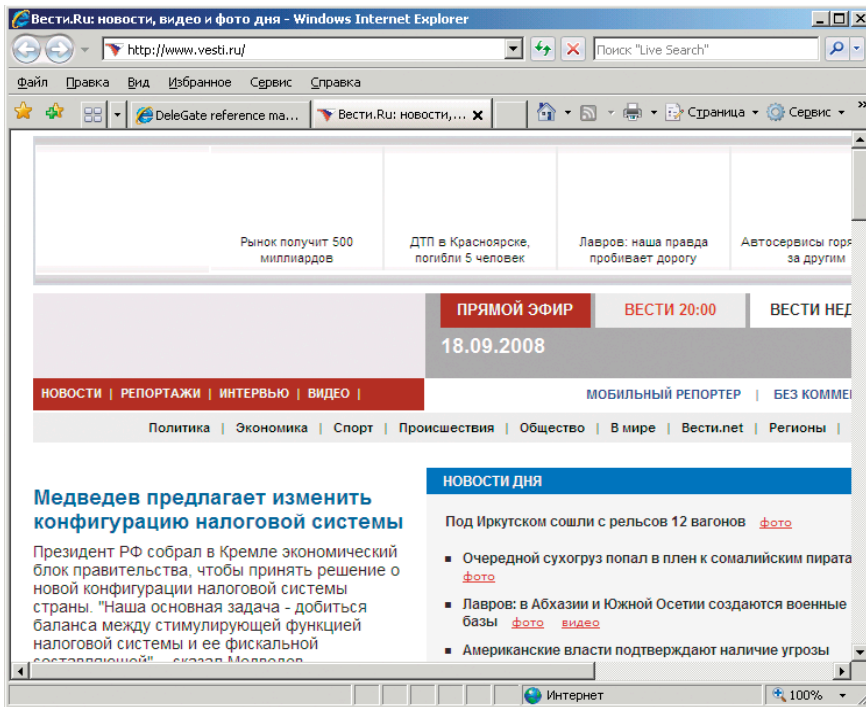 Вести.Ru: новости, видео и фото дня - Windows Internet Explorer
http://www.vesti.ru/
Поиск "Live Search"
Файл Правка Вид Избранное Сервис Справка
DeleGate reference ma...
Вести.Ru: новости,...
Страница
Сервис
Рынок получит 500
миллиардов
ДТП в Красноярске,
погибли 5 человек
Лавров: наша правда
пробивает дорогу
Автосервисы горя
за другим
ПРЯМОЙ ЭФИР
ВЕСТИ 20:00
ВЕСТИ НЕД
18.09.2008
НОВОСТИ | РЕПОРТАЖИ | ИНТЕРВЬЮ | ВИДЕО |
МОБИЛЬНЫЙ РЕПОРТЕР | БЕЗ КОММЕ
Политика | Экономика | Спорт | Происшествия | Общество | В мире | Вести.net | Регионы |
Медведев предлагает изменить
конфигурацию налоговой системы
Президент РФ собрал в Кремле экономический
блок правительства, чтобы принять решение о
новой конфигурации налоговой системы
страны. "Наша основная задача - добиться
баланса между стимулирующей функцией
налоговой системы и ее фискальной
составляющей", - сказал Медведев
НОВОСТИ ДНЯ
Под Иркутском сошли с рельсов 12 вагонов фото
Очередной сухогруз попал в плен к сомалийским пирата
фото
Лавров: в Абхазии и Южной Осетии создаются военные
базы фото видео
Американские власти подтверждают наличие угрозы
Интернет
100%